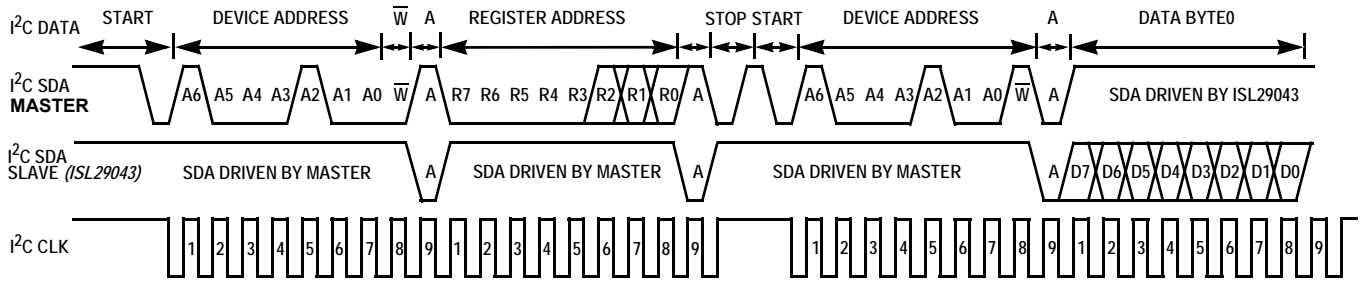 I²C DATA START DEVICE ADDRESS W̅ A REGISTER ADDRESS STOP START DEVICE ADDRESS A DATA BYTE0
I²C SDA MASTER A6 A5 A4 A3 A2 A1 A0 W̅ A R7 R6 R5 R4 R3 R2 R1 R0 A A6 A5 A4 A3 A2 A1 A0 W̅ A SDA DRIVEN BY ISL29043
I²C SDA SLAVE (ISL29043) SDA DRIVEN BY MASTER A SDA DRIVEN BY MASTER A SDA DRIVEN BY MASTER A D7 D6 D5 D4 D3 D2 D1 D0
I²C CLK 1 2 3 4 5 6 7 8 9 1 2 3 4 5 6 7 8 9 1 2 3 4 5 6 7 8 9 1 2 3 4 5 6 7 8 9